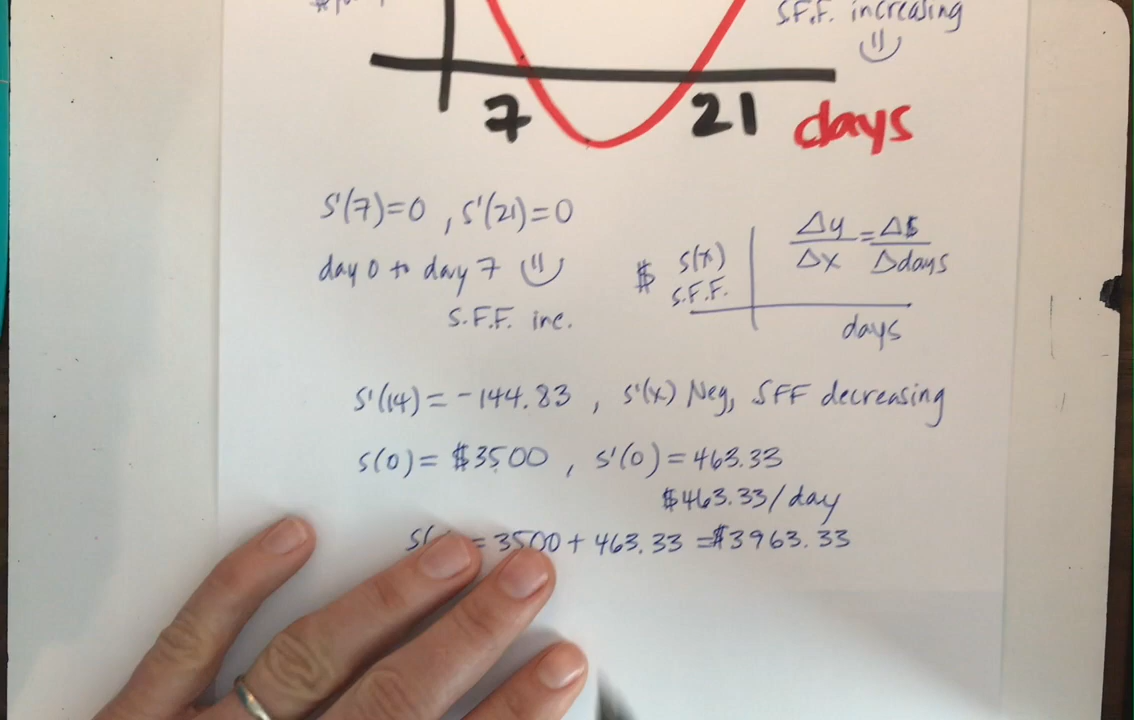 S.F.F. increasing
7 21 days
S'(7)=0 , S'(21)=0
day 0 to day 7
S.F.F. inc.
Δy/Δx = Δ$/Δdays
$ S(x)
S.F.F.
days
S'(14) = -144.83 , S'(x) Neg, SFF decreasing
S(0) = $3500 , S'(0) = 463.33
$463.33/day
S( = 3500 + 463.33 = $3963.33